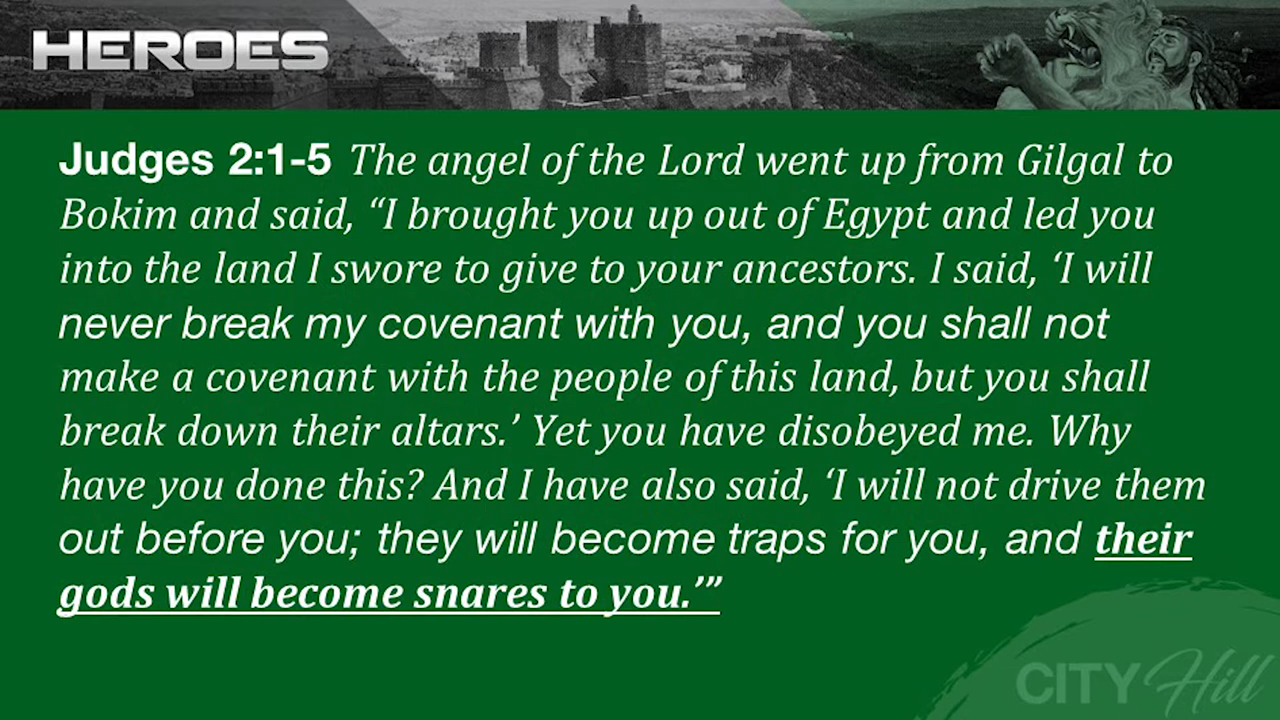 HEROES
Judges 2:1-5 The angel of the Lord went up from Gilgal to
Bokim and said, “I brought you up out of Egypt and led you
into the land I swore to give to your ancestors. I said, ‘I will
never break my covenant with you, and you shall not
make a covenant with the people of this land, but you shall
break down their altars.’ Yet you have disobeyed me. Why
have you done this? And I have also said, ‘I will not drive them
out before you; they will become traps for you, and their
gods will become snares to you.’”
CITY Hill